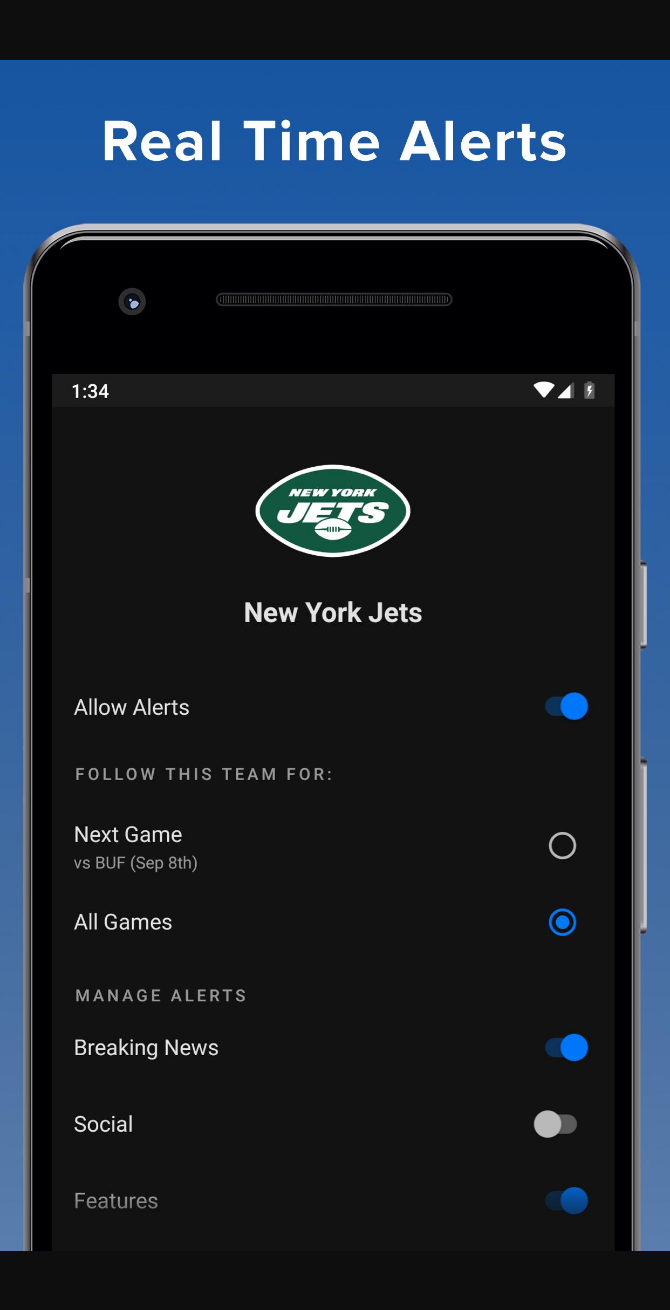 Real Time Alerts
1:34
NEW YORK
JETS
New York Jets
Allow Alerts
FOLLOW THIS TEAM FOR:
Next Game
vs BUF (Sep 8th)
All Games
MANAGE ALERTS
Breaking News
Social
Features